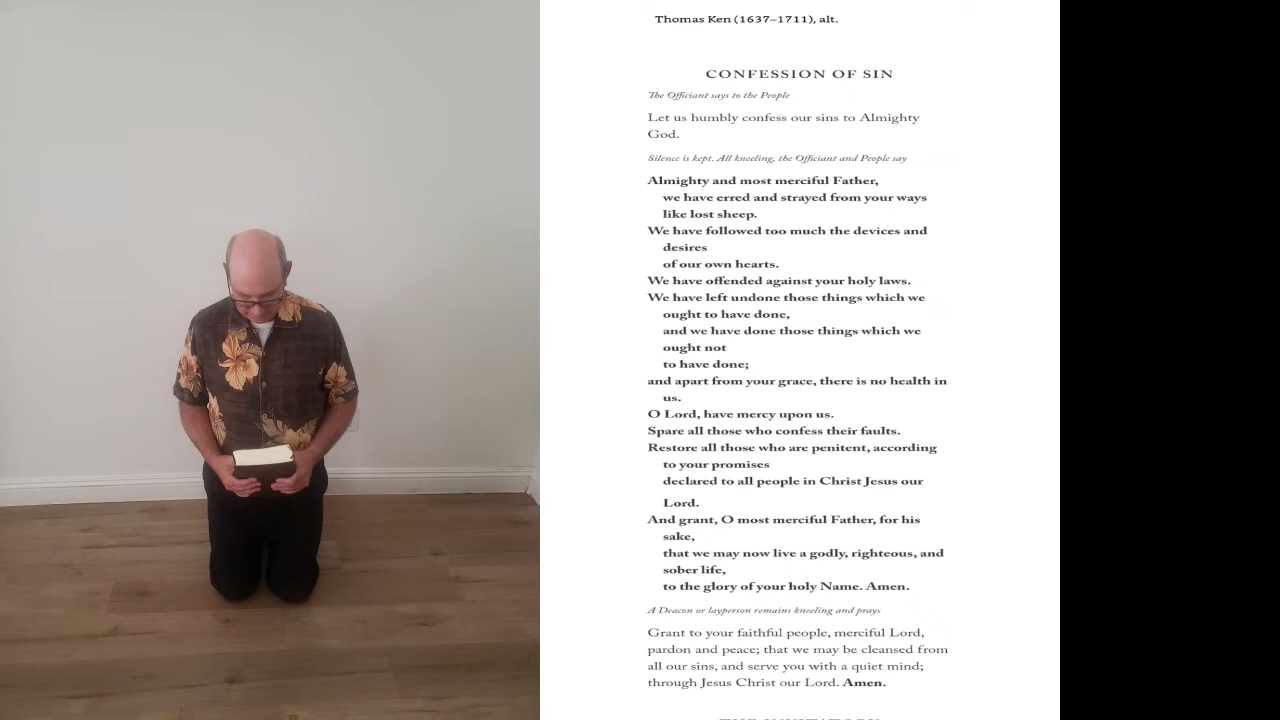 Thomas Ken (1637–1711), alt.
CONFESSION OF SIN
The Officiant says to the People
Let us humbly confess our sins to Almighty
God.
Silence is kept. All kneeling, the Officiant and People say
Almighty and most merciful Father,
we have erred and strayed from your ways
like lost sheep.
We have followed too much the devices and
desires
of our own hearts.
We have offended against your holy laws.
We have left undone those things which we
ought to have done,
and we have done those things which we
ought not
to have done;
and apart from your grace, there is no health in
us.
O Lord, have mercy upon us.
Spare all those who confess their faults.
Restore all those who are penitent, according
to your promises
declared to all people in Christ Jesus our
Lord.
And grant, O most merciful Father, for his
sake,
that we may now live a godly, righteous, and
sober life,
to the glory of your holy Name. Amen.
A Deacon or layperson remains kneeling and prays
Grant to your faithful people, merciful Lord,
pardon and peace; that we may be cleansed from
all our sins, and serve you with a quiet mind;
through Jesus Christ our Lord. Amen.